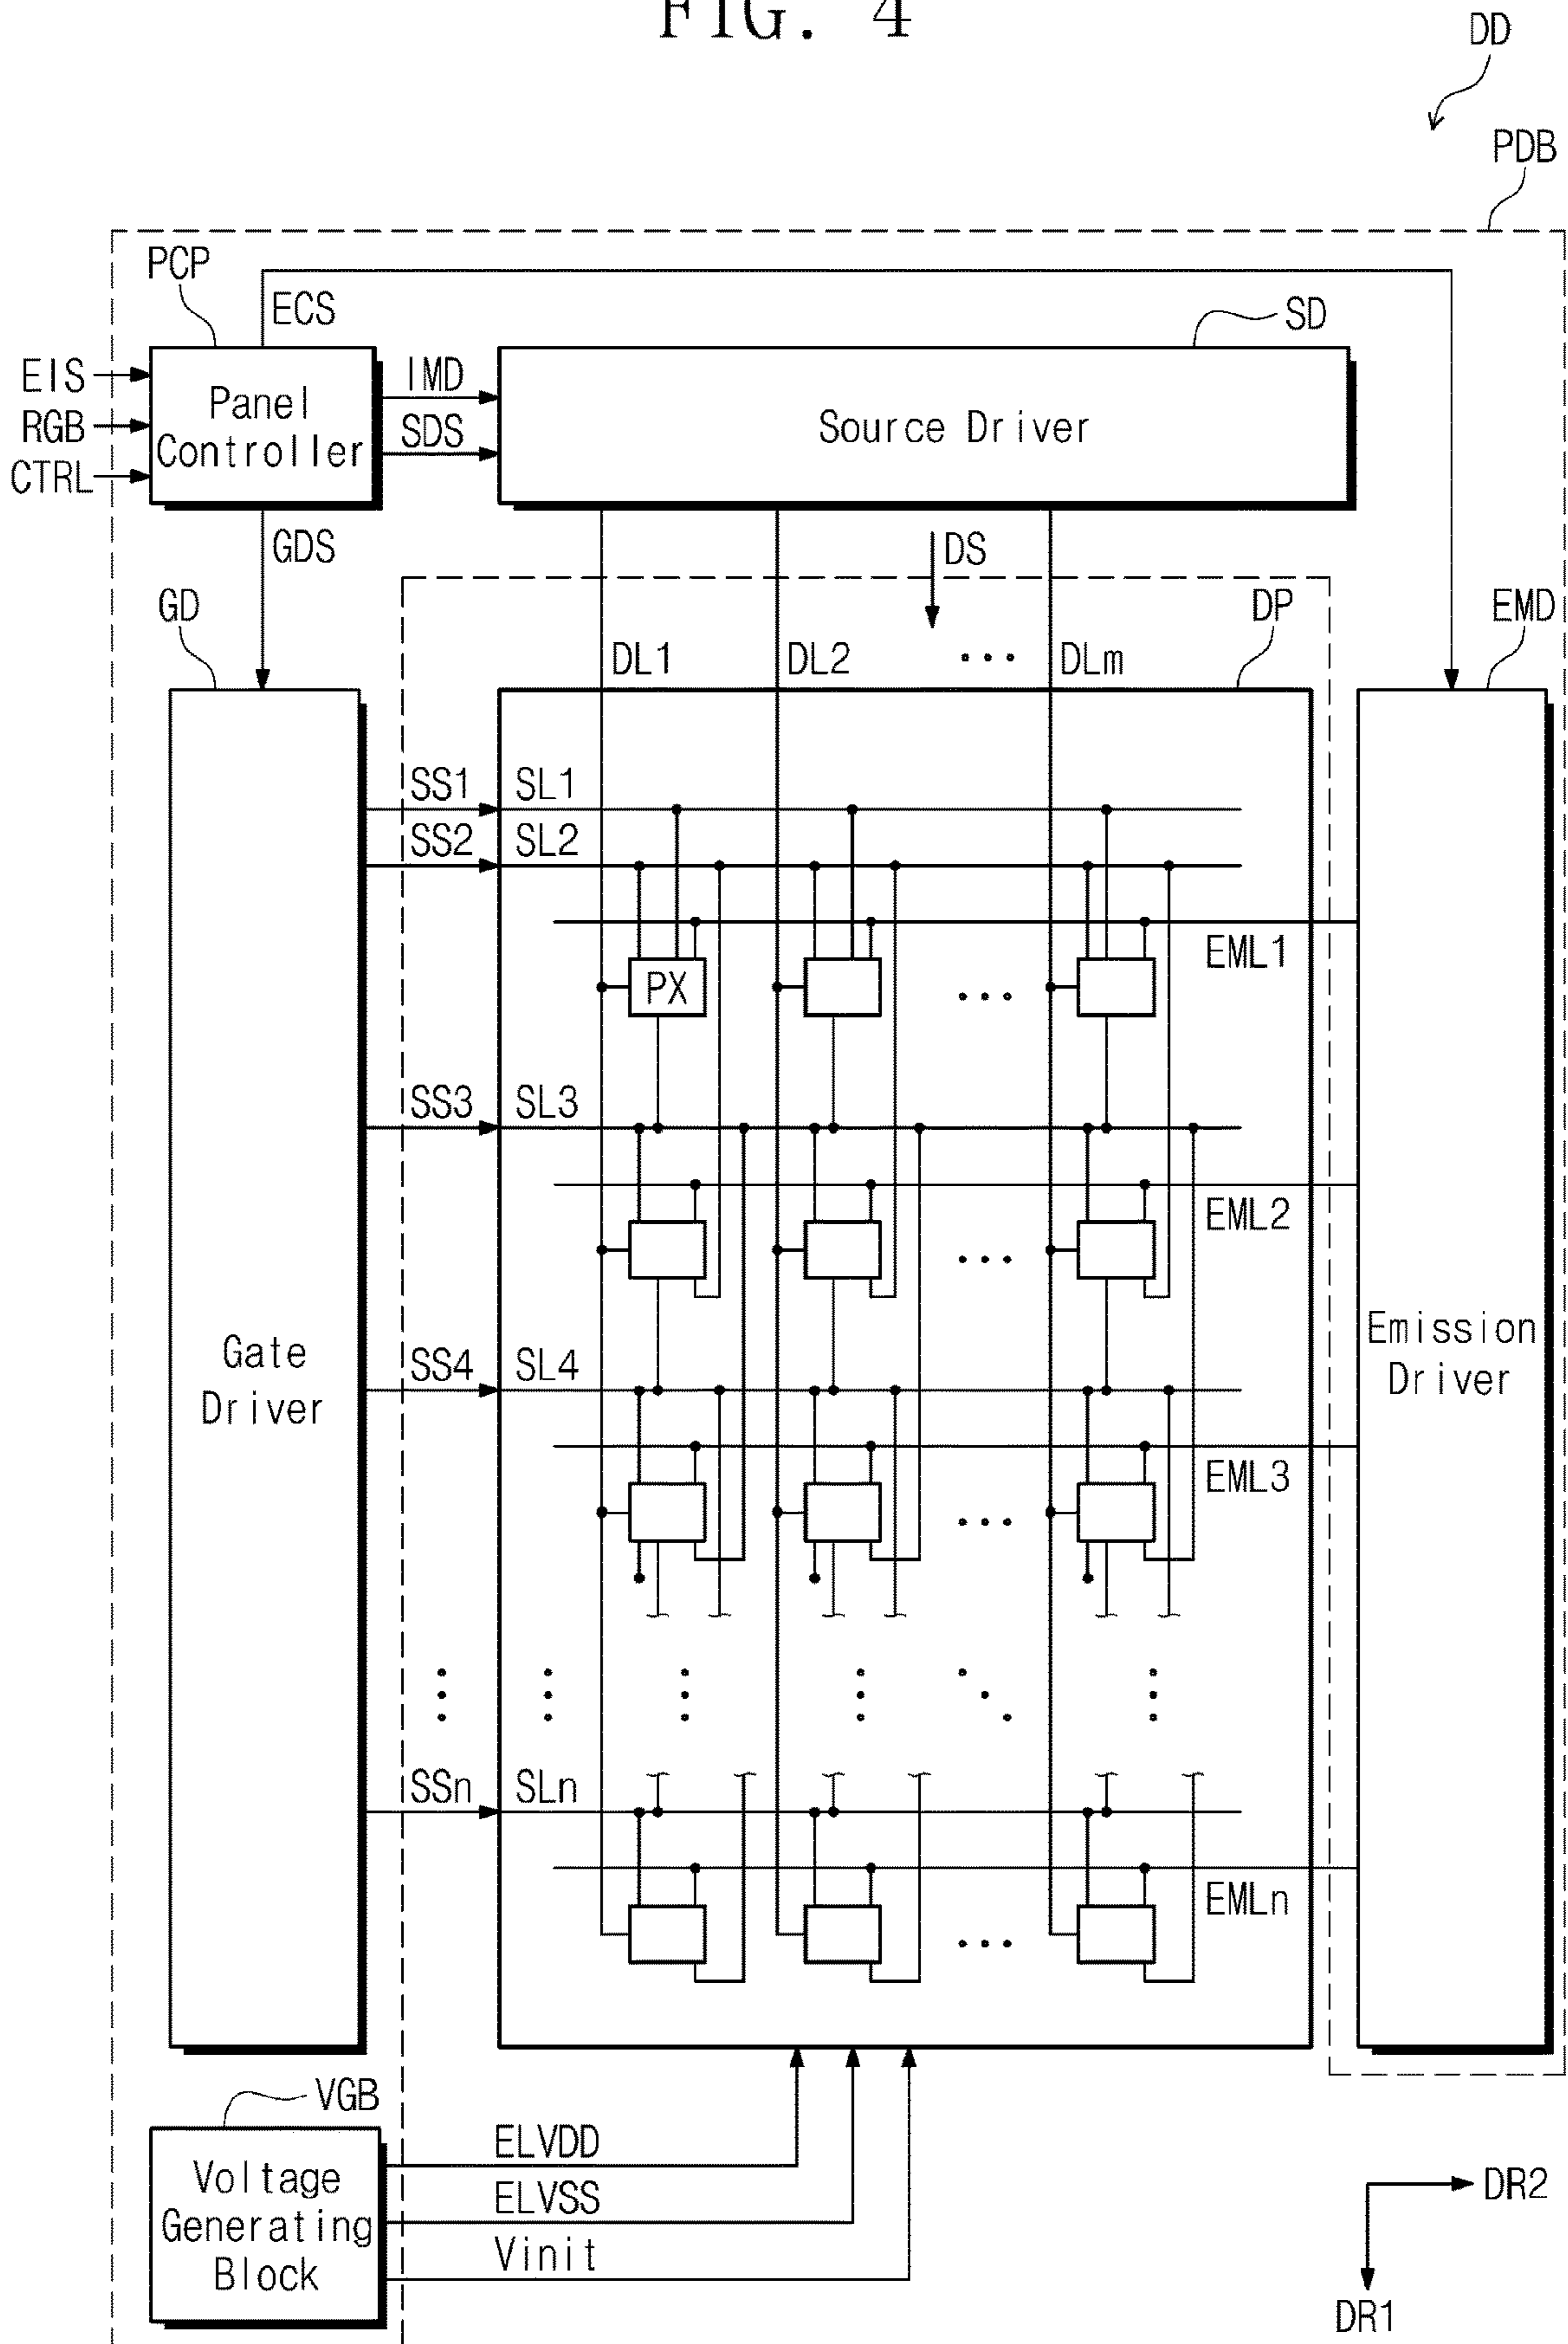 FIG. 4
DD
PDB
PCP
ECS
SD
EIS
RGB
CTRL
Panel
Controller
IMD
SDS
Source Driver
GDS
DS
GD
DP
EMD
DL1
DL2
...
DLm
SS1
SL1
SS2
SL2
EML1
PX
...
SS3
SL3
EML2
...
Gate
Driver
SS4
SL4
Emission
Driver
EML3
...
SSn
SLn
EMLn
...
VGB
Voltage
Generating
Block
ELVDD
ELVSS
Vinit
DR2
DR1